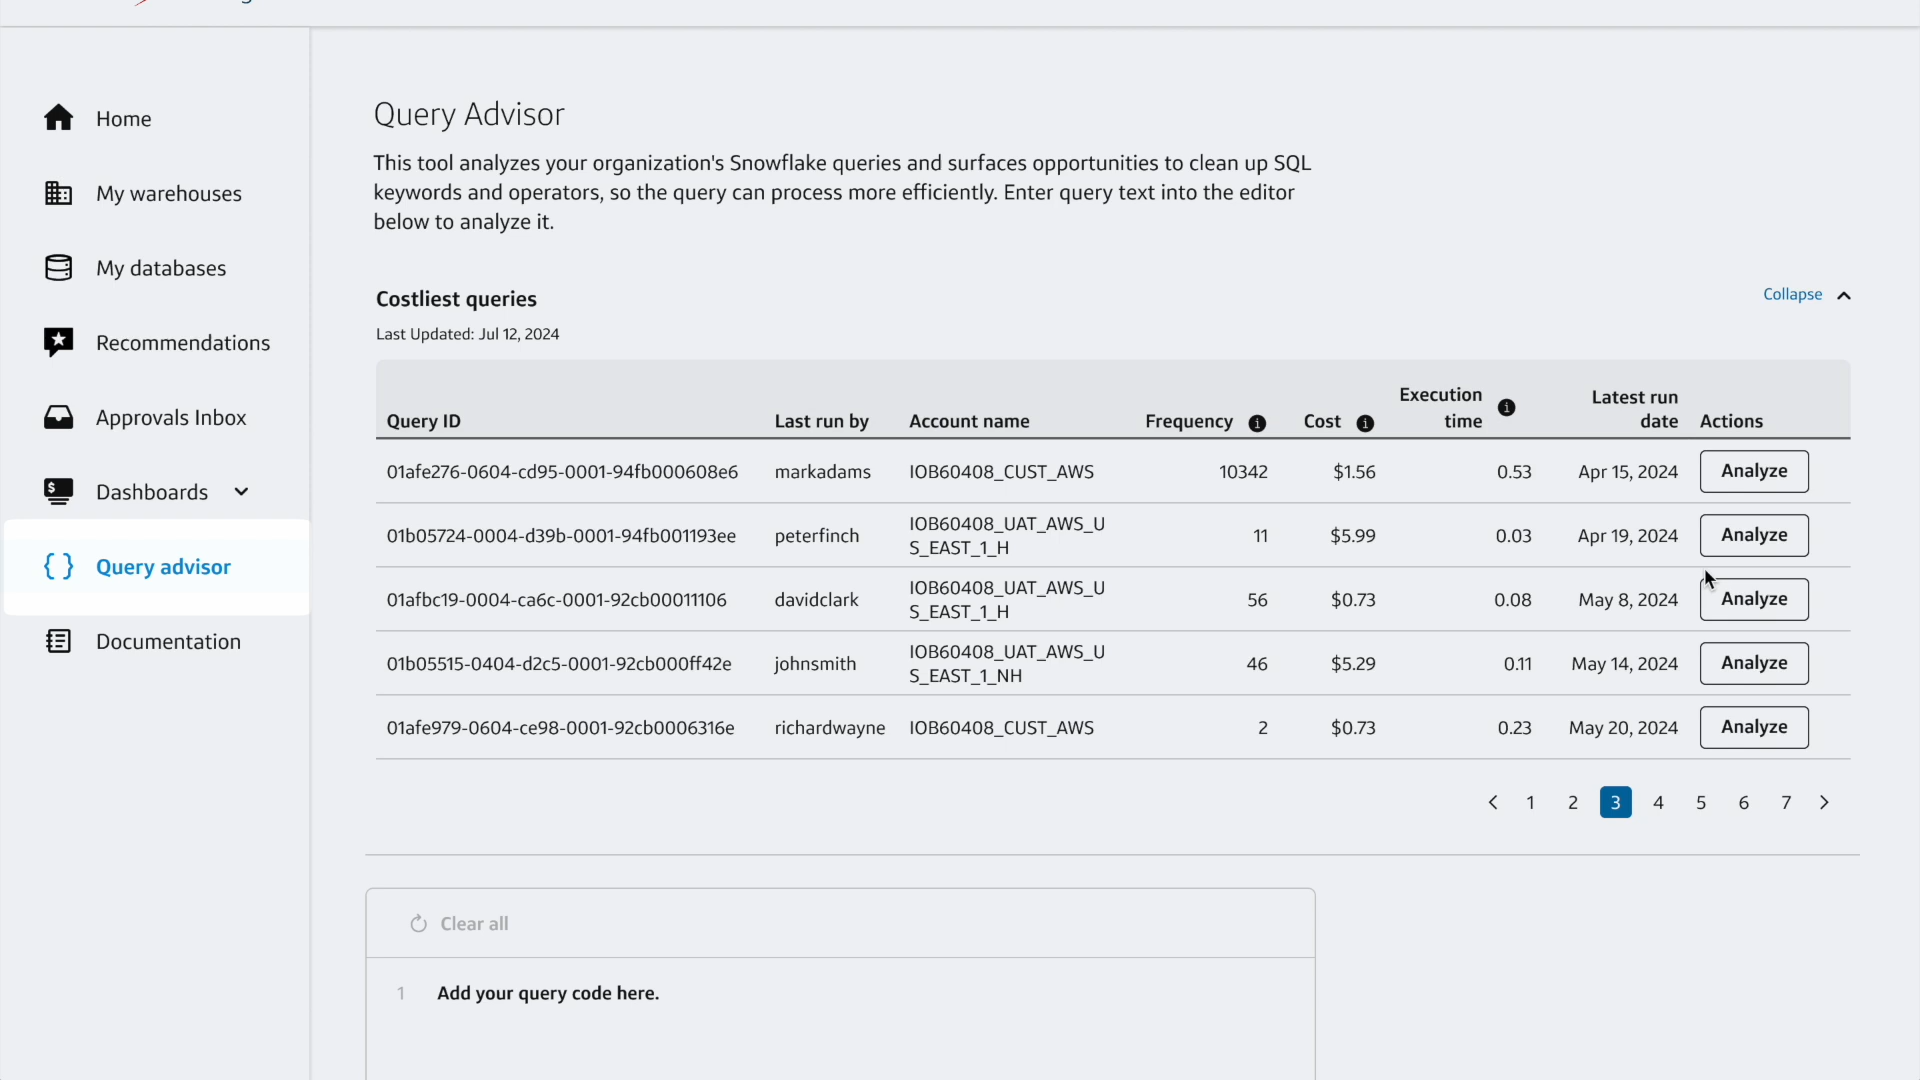 Home
My warehouses
My databases
Recommendations
Approvals Inbox
Dashboards
Query advisor
Documentation
Query Advisor
This tool analyzes your organization's Snowflake queries and surfaces opportunities to clean up SQL
keywords and operators, so the query can process more efficiently. Enter query text into the editor
below to analyze it.
Costliest queries
Collapse
Last Updated: Jul 12, 2024
Query ID Last run by Account name Frequency Cost Execution time Latest run date Actions
01afe276-0604-cd95-0001-94fb000608e6 markadams IOB60408_CUST_AWS 10342 $1.56 0.53 Apr 15, 2024 Analyze
01b05724-0004-d39b-0001-94fb001193ee peterfinch IOB60408_UAT_AWS_U
S_EAST_1_H 11 $5.99 0.03 Apr 19, 2024 Analyze
01afbc19-0004-ca6c-0001-92cb00011106 davidclark IOB60408_UAT_AWS_U
S_EAST_1_H 56 $0.73 0.08 May 8, 2024 Analyze
01b05515-0404-d2c5-0001-92cb000ff42e johnsmith IOB60408_UAT_AWS_U
S_EAST_1_NH 46 $5.29 0.11 May 14, 2024 Analyze
01afe979-0604-ce98-0001-92cb0006316e richardwayne IOB60408_CUST_AWS 2 $0.73 0.23 May 20, 2024 Analyze
1 2 3 4 5 6 7
Clear all
1 Add your query code here.